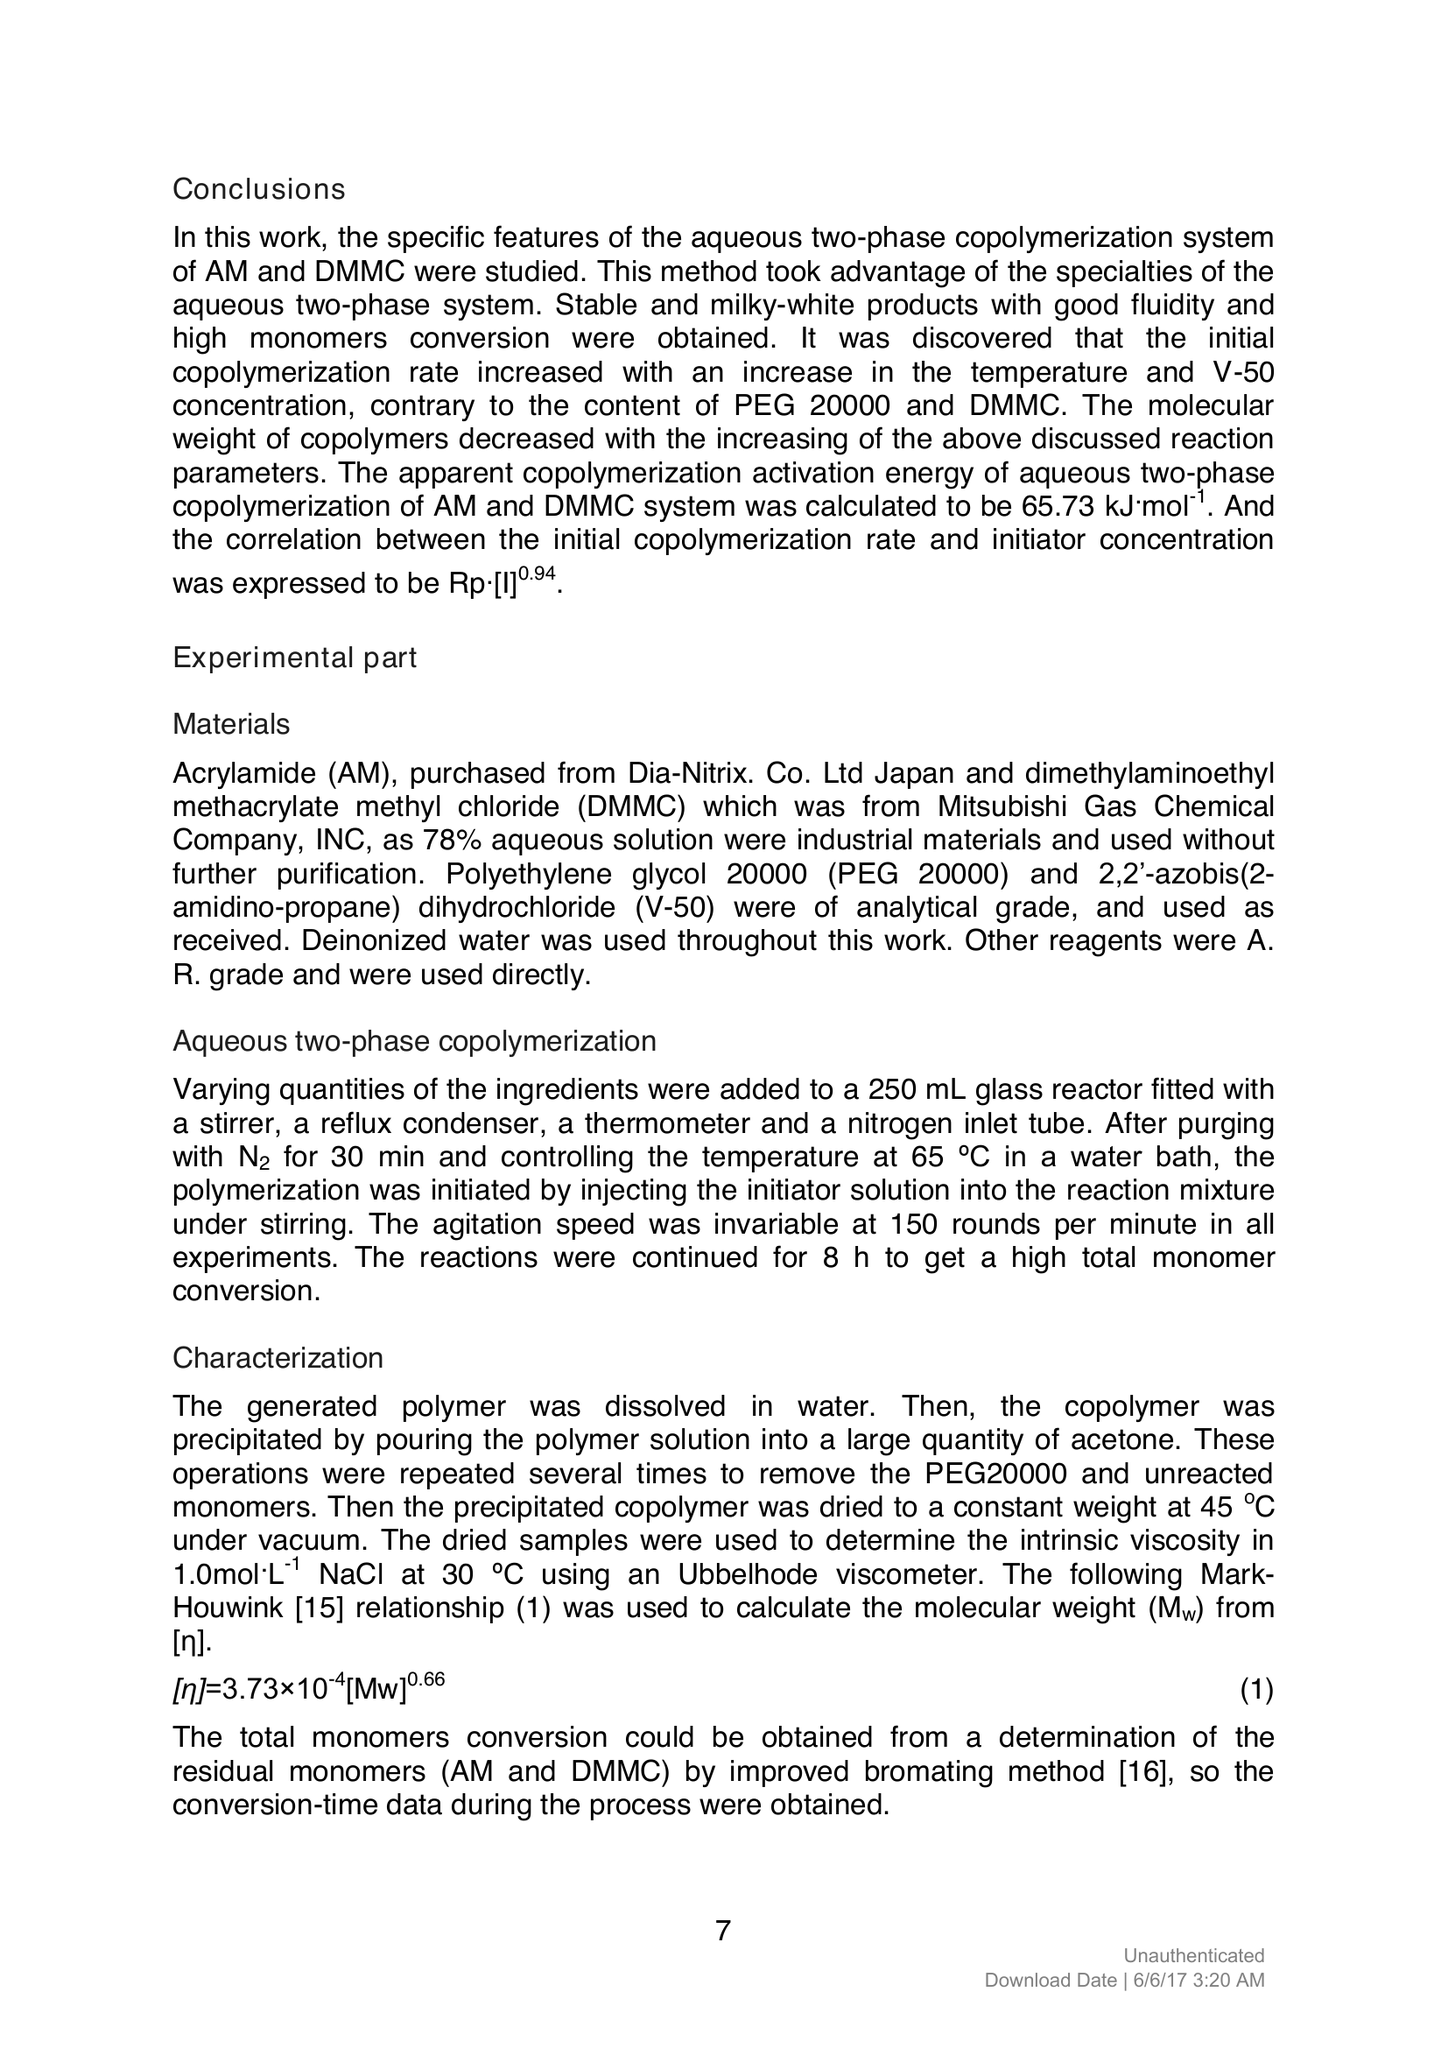 Conclusions
In this work, the specific features of the aqueous two-phase copolymerization system
of AM and DMMC were studied. This method took advantage of the specialties of the
aqueous two-phase system. Stable and milky-white products with good fluidity and
high monomers conversion were obtained. It was discovered that the initial
copolymerization rate increased with an increase in the temperature and V-50
concentration, contrary to the content of PEG 20000 and DMMC. The molecular
weight of copolymers decreased with the increasing of the above discussed reaction
parameters. The apparent copolymerization activation energy of aqueous two-phase
copolymerization of AM and DMMC system was calculated to be 65.73 kJ·mol⁻¹. And
the correlation between the initial copolymerization rate and initiator concentration
was expressed to be Rp·[I]⁰·⁹⁴.
Experimental part
Materials
Acrylamide (AM), purchased from Dia-Nitrix. Co. Ltd Japan and dimethylaminoethyl
methacrylate methyl chloride (DMMC) which was from Mitsubishi Gas Chemical
Company, INC, as 78% aqueous solution were industrial materials and used without
further purification. Polyethylene glycol 20000 (PEG 20000) and 2,2’-azobis(2-
amidino-propane) dihydrochloride (V-50) were of analytical grade, and used as
received. Deinonized water was used throughout this work. Other reagents were A.
R. grade and were used directly.
Aqueous two-phase copolymerization
Varying quantities of the ingredients were added to a 250 mL glass reactor fitted with
a stirrer, a reflux condenser, a thermometer and a nitrogen inlet tube. After purging
with N₂ for 30 min and controlling the temperature at 65 ºC in a water bath, the
polymerization was initiated by injecting the initiator solution into the reaction mixture
under stirring. The agitation speed was invariable at 150 rounds per minute in all
experiments. The reactions were continued for 8 h to get a high total monomer
conversion.
Characterization
The generated polymer was dissolved in water. Then, the copolymer was
precipitated by pouring the polymer solution into a large quantity of acetone. These
operations were repeated several times to remove the PEG20000 and unreacted
monomers. Then the precipitated copolymer was dried to a constant weight at 45 ºC
under vacuum. The dried samples were used to determine the intrinsic viscosity in
1.0mol·L⁻¹ NaCl at 30 ºC using an Ubbelhode viscometer. The following Mark-
Houwink [15] relationship (1) was used to calculate the molecular weight (Mw) from
[η].
[η]=3.73×10⁻⁴[Mw]⁰·⁶⁶ (1)
The total monomers conversion could be obtained from a determination of the
residual monomers (AM and DMMC) by improved bromating method [16], so the
conversion-time data during the process were obtained.
7
Unauthenticated
Download Date | 6/6/17 3:20 AM